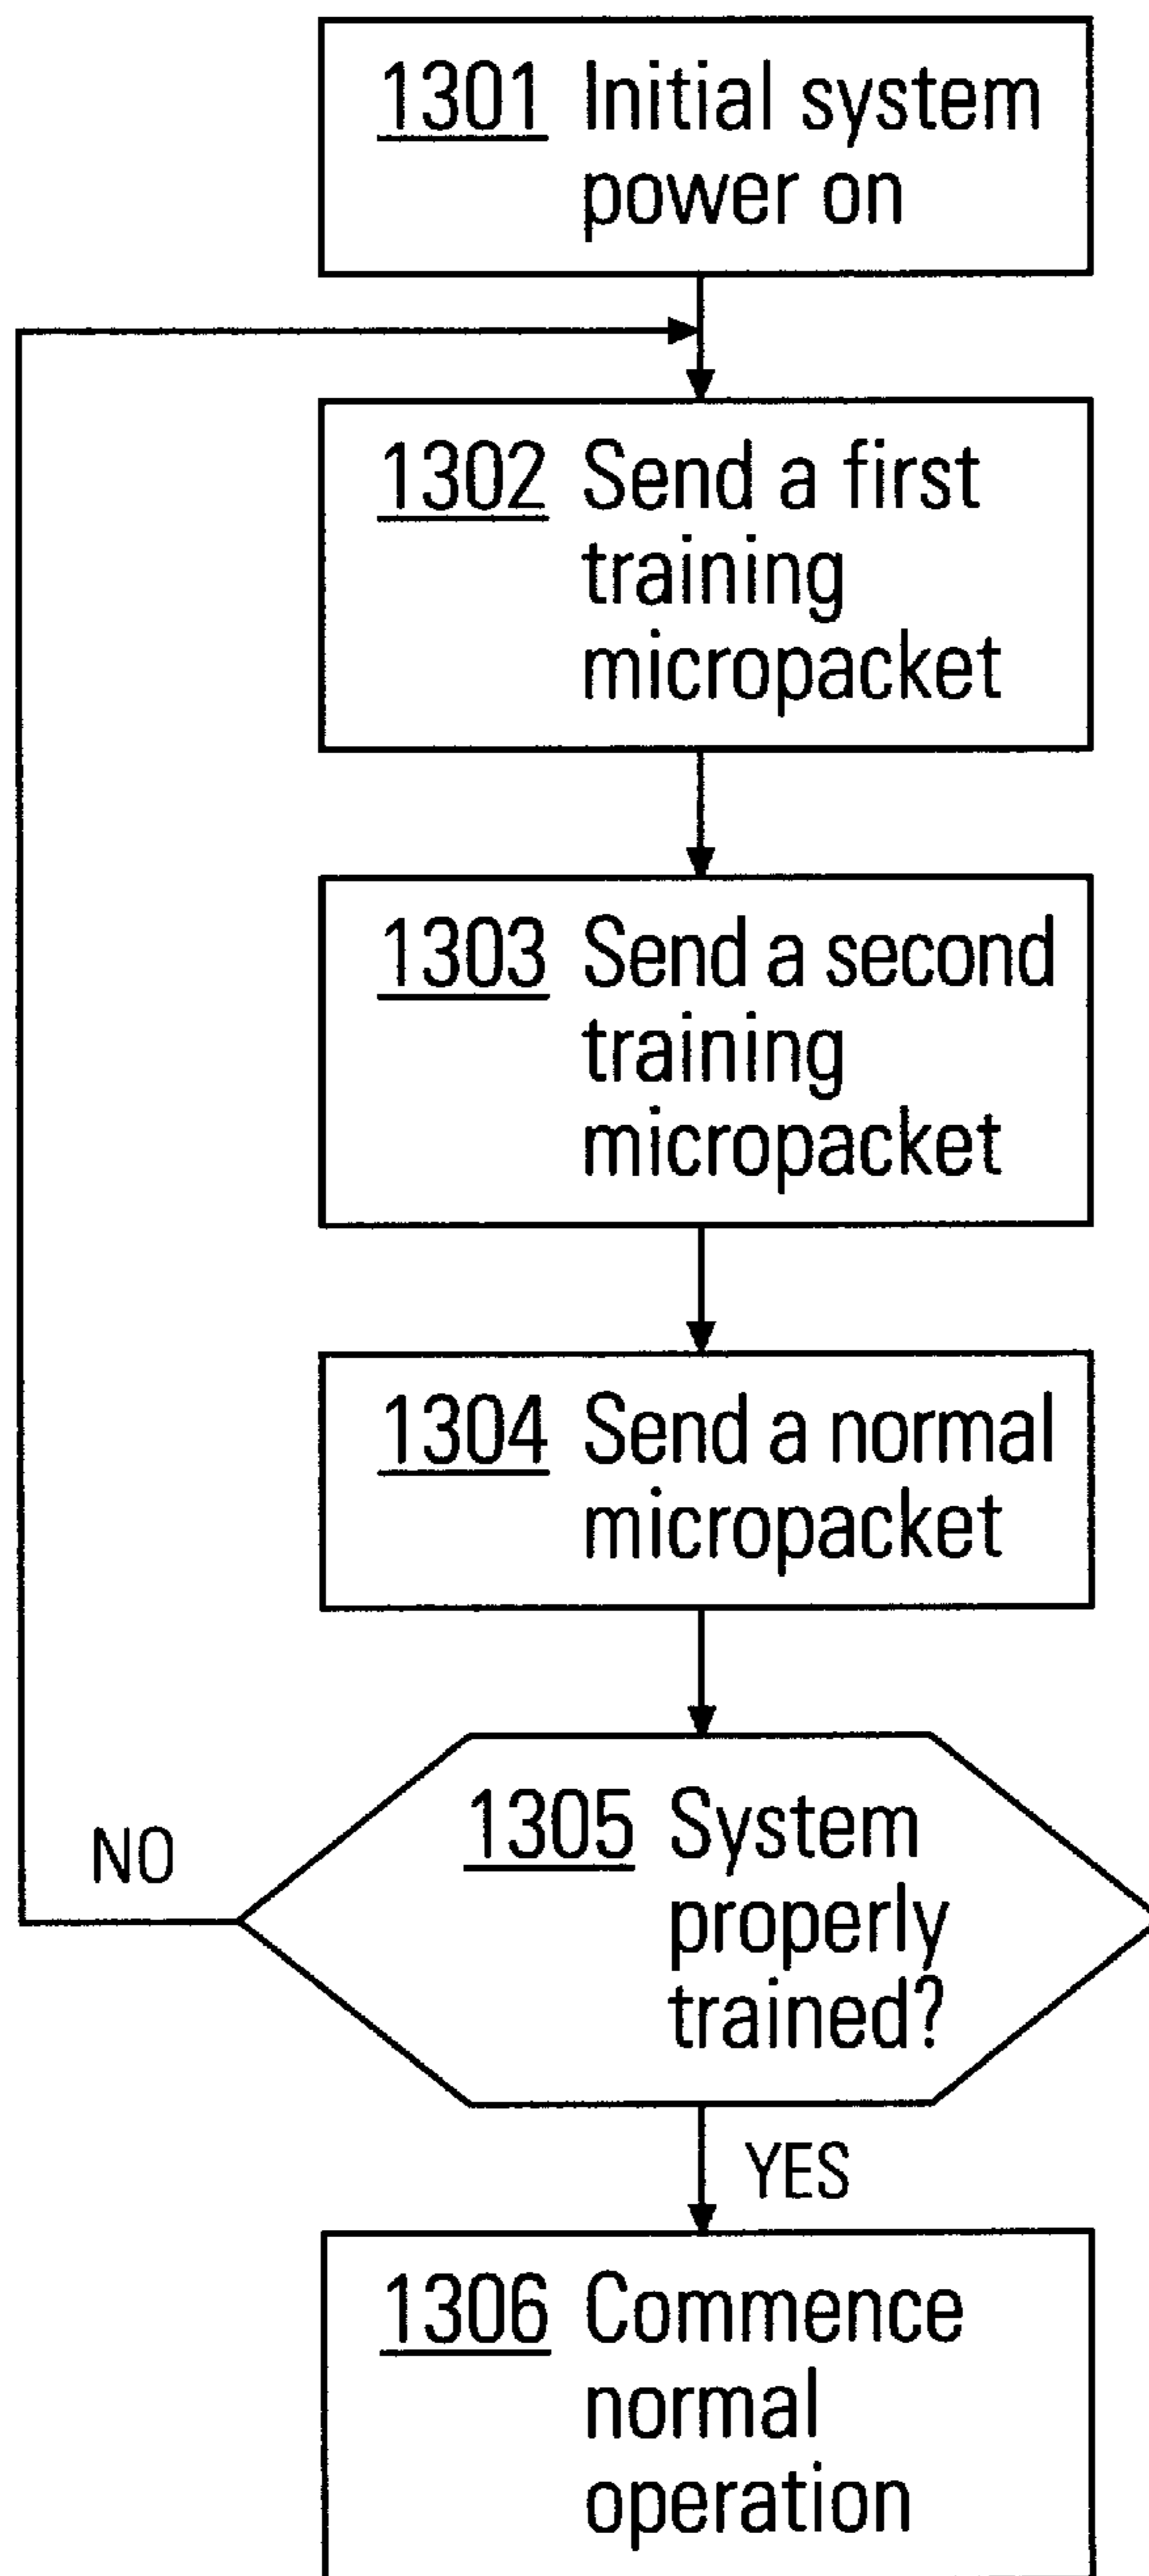 1301 Initial system
power on
1302 Send a first
training
micropacket
1303 Send a second
training
micropacket
1304 Send a normal
micropacket
1305 System
properly
trained?
NO
YES
1306 Commence
normal
operation